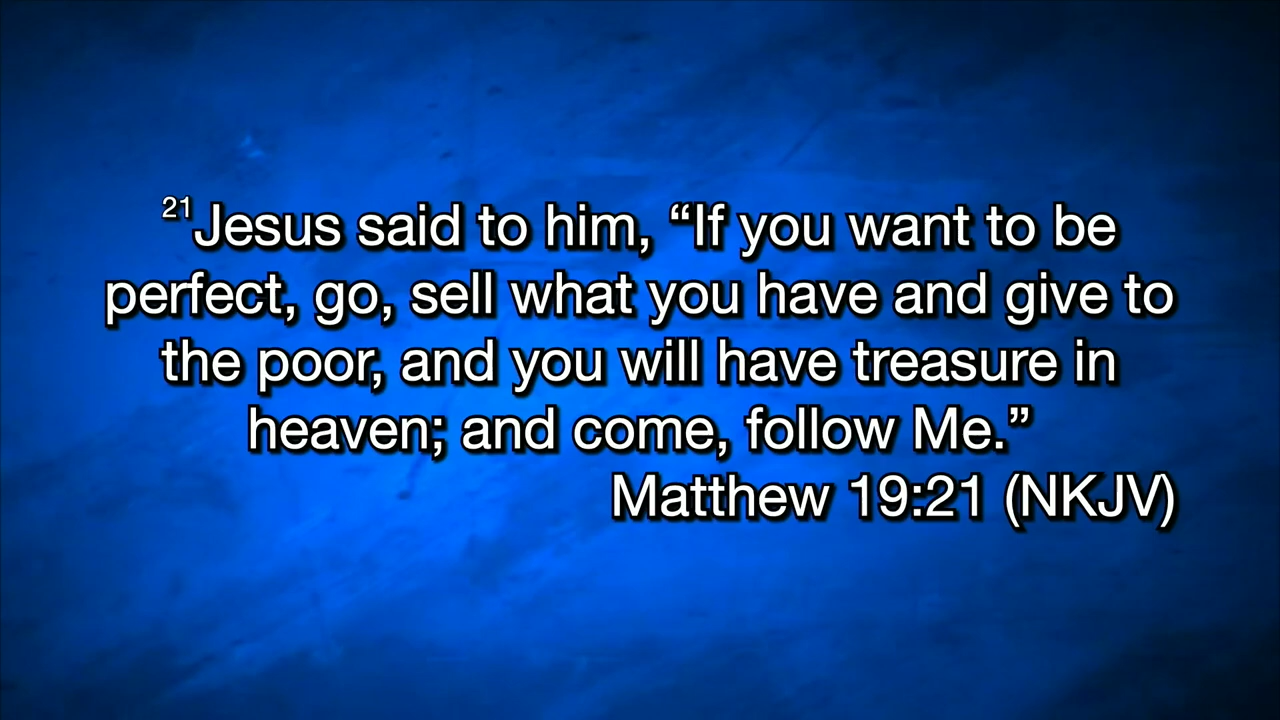 21Jesus said to him, “If you want to be
perfect, go, sell what you have and give to
the poor, and you will have treasure in
heaven; and come, follow Me.”
Matthew 19:21 (NKJV)